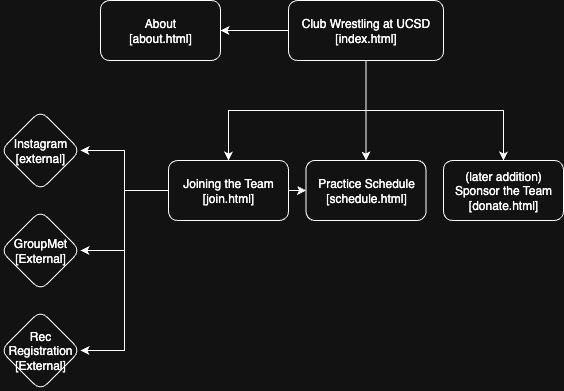 About
[about.html]
Club Wrestling at UCSD
[index.html]
Instagram
[external]
Joining the Team
[join.html]
Practice Schedule
[schedule.html]
(later addition)
Sponsor the Team
[donate.html]
GroupMet
[External]
Rec
Registration
[External]